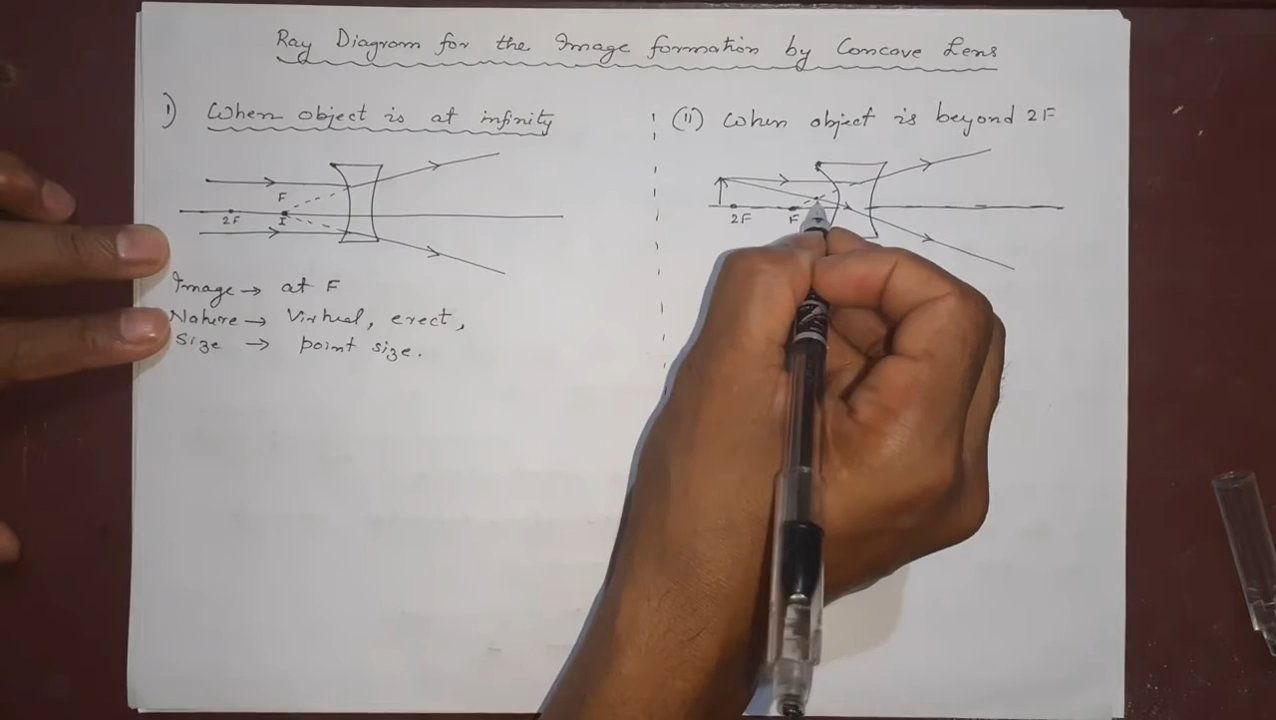 Ray Diagram for the Image formation by Concave Lens
I) When object is at infinity
F
2F
I
Image → at F
Nature → Virtual, erect,
Size → point size.
(II) When object is beyond 2F
2F F